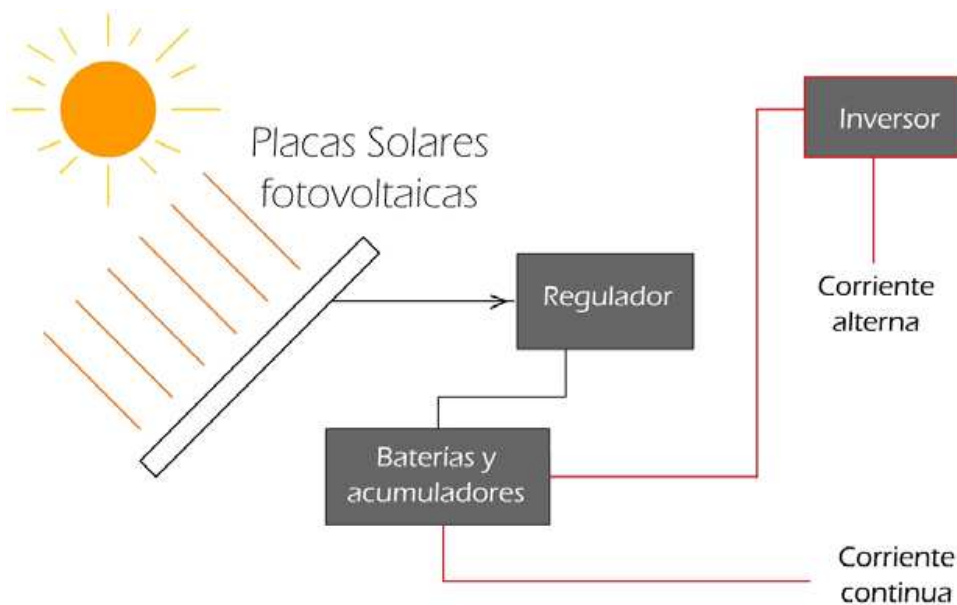 Placas Solares
fotovoltaicas
Inversor
Regulador
Corriente
alterna
Baterías y
acumuladores
Corriente
continua